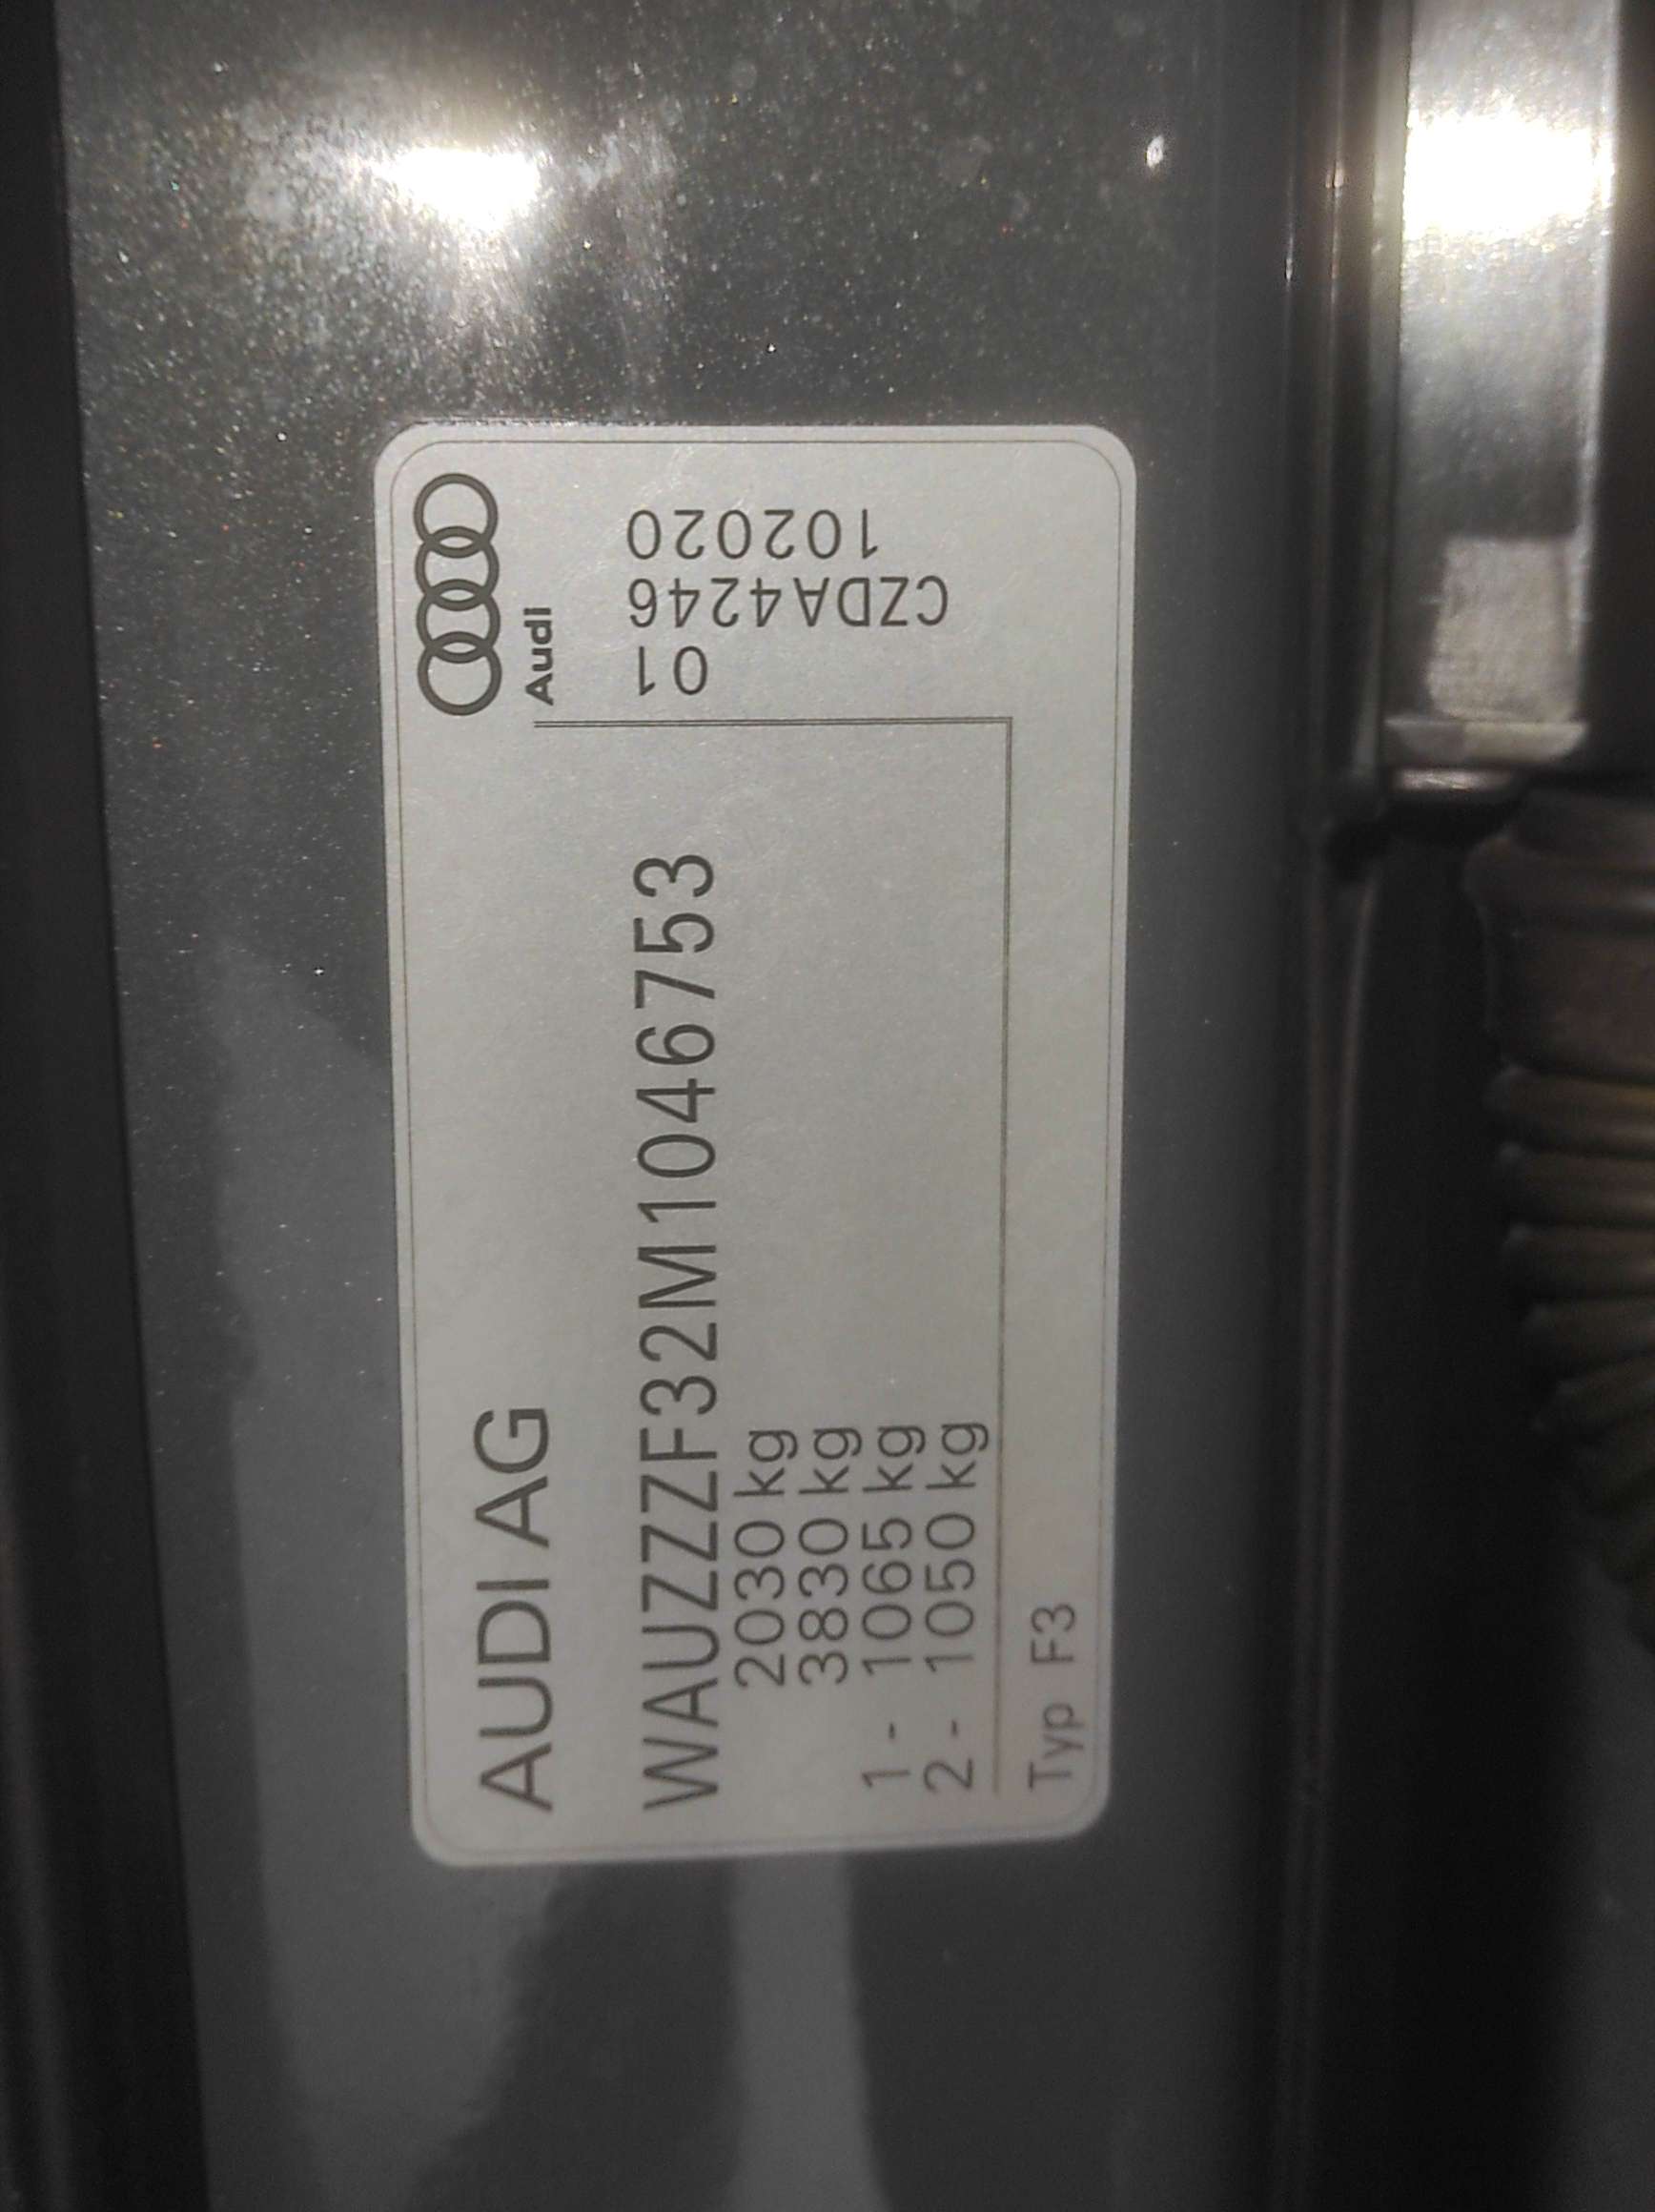 AUDI AG
Audi
WAUZZZF32M1046753
2030 kg
3830 kg
1 - 1065 kg
2 - 1050 kg
Typ F3
01
CZDA4246
102020